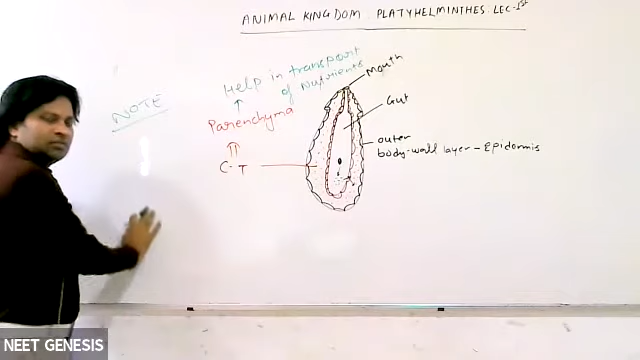 ANIMAL KINGDOM. PLATYHELMINTHES: LEC-1st
NOTE
Help in transport
of Nutrients
Parenchyma
C.T
Mouth
Gut
outer
body-wall layer - Epidermis
NEET GENESIS